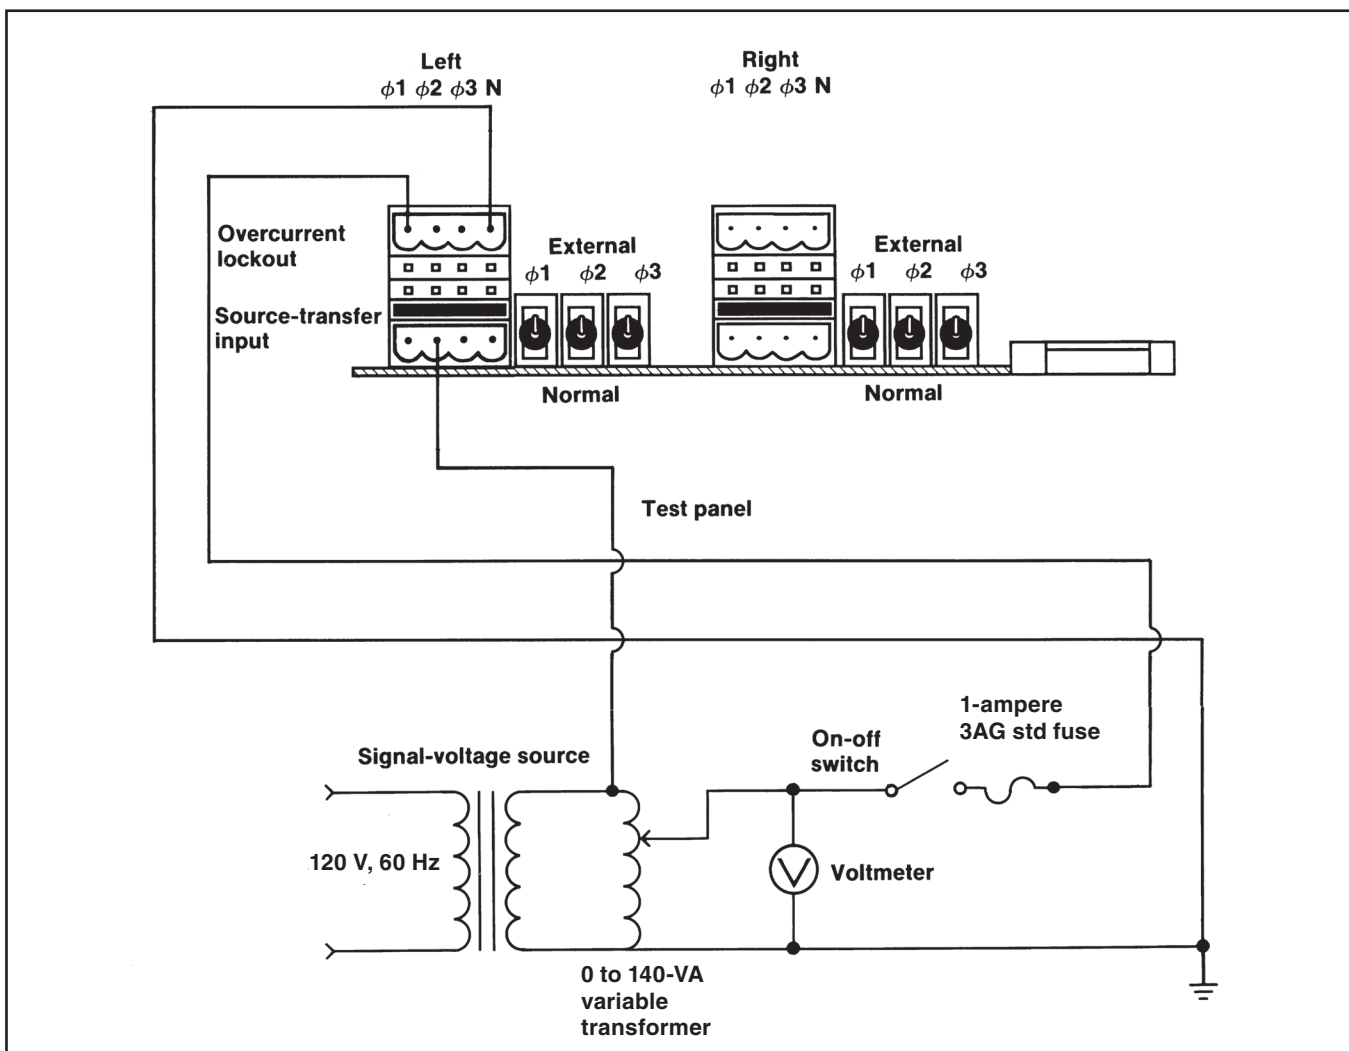 Left
ϕ1 ϕ2 ϕ3 N
Right
ϕ1 ϕ2 ϕ3 N
Overcurrent
lockout
External
ϕ1 ϕ2 ϕ3
External
ϕ1 ϕ2 ϕ3
Source-transfer
input
Normal
Normal
Test panel
1-ampere
3AG std fuse
On-off
switch
Signal-voltage source
120 V, 60 Hz
V
Voltmeter
0 to 140-VA
variable
transformer